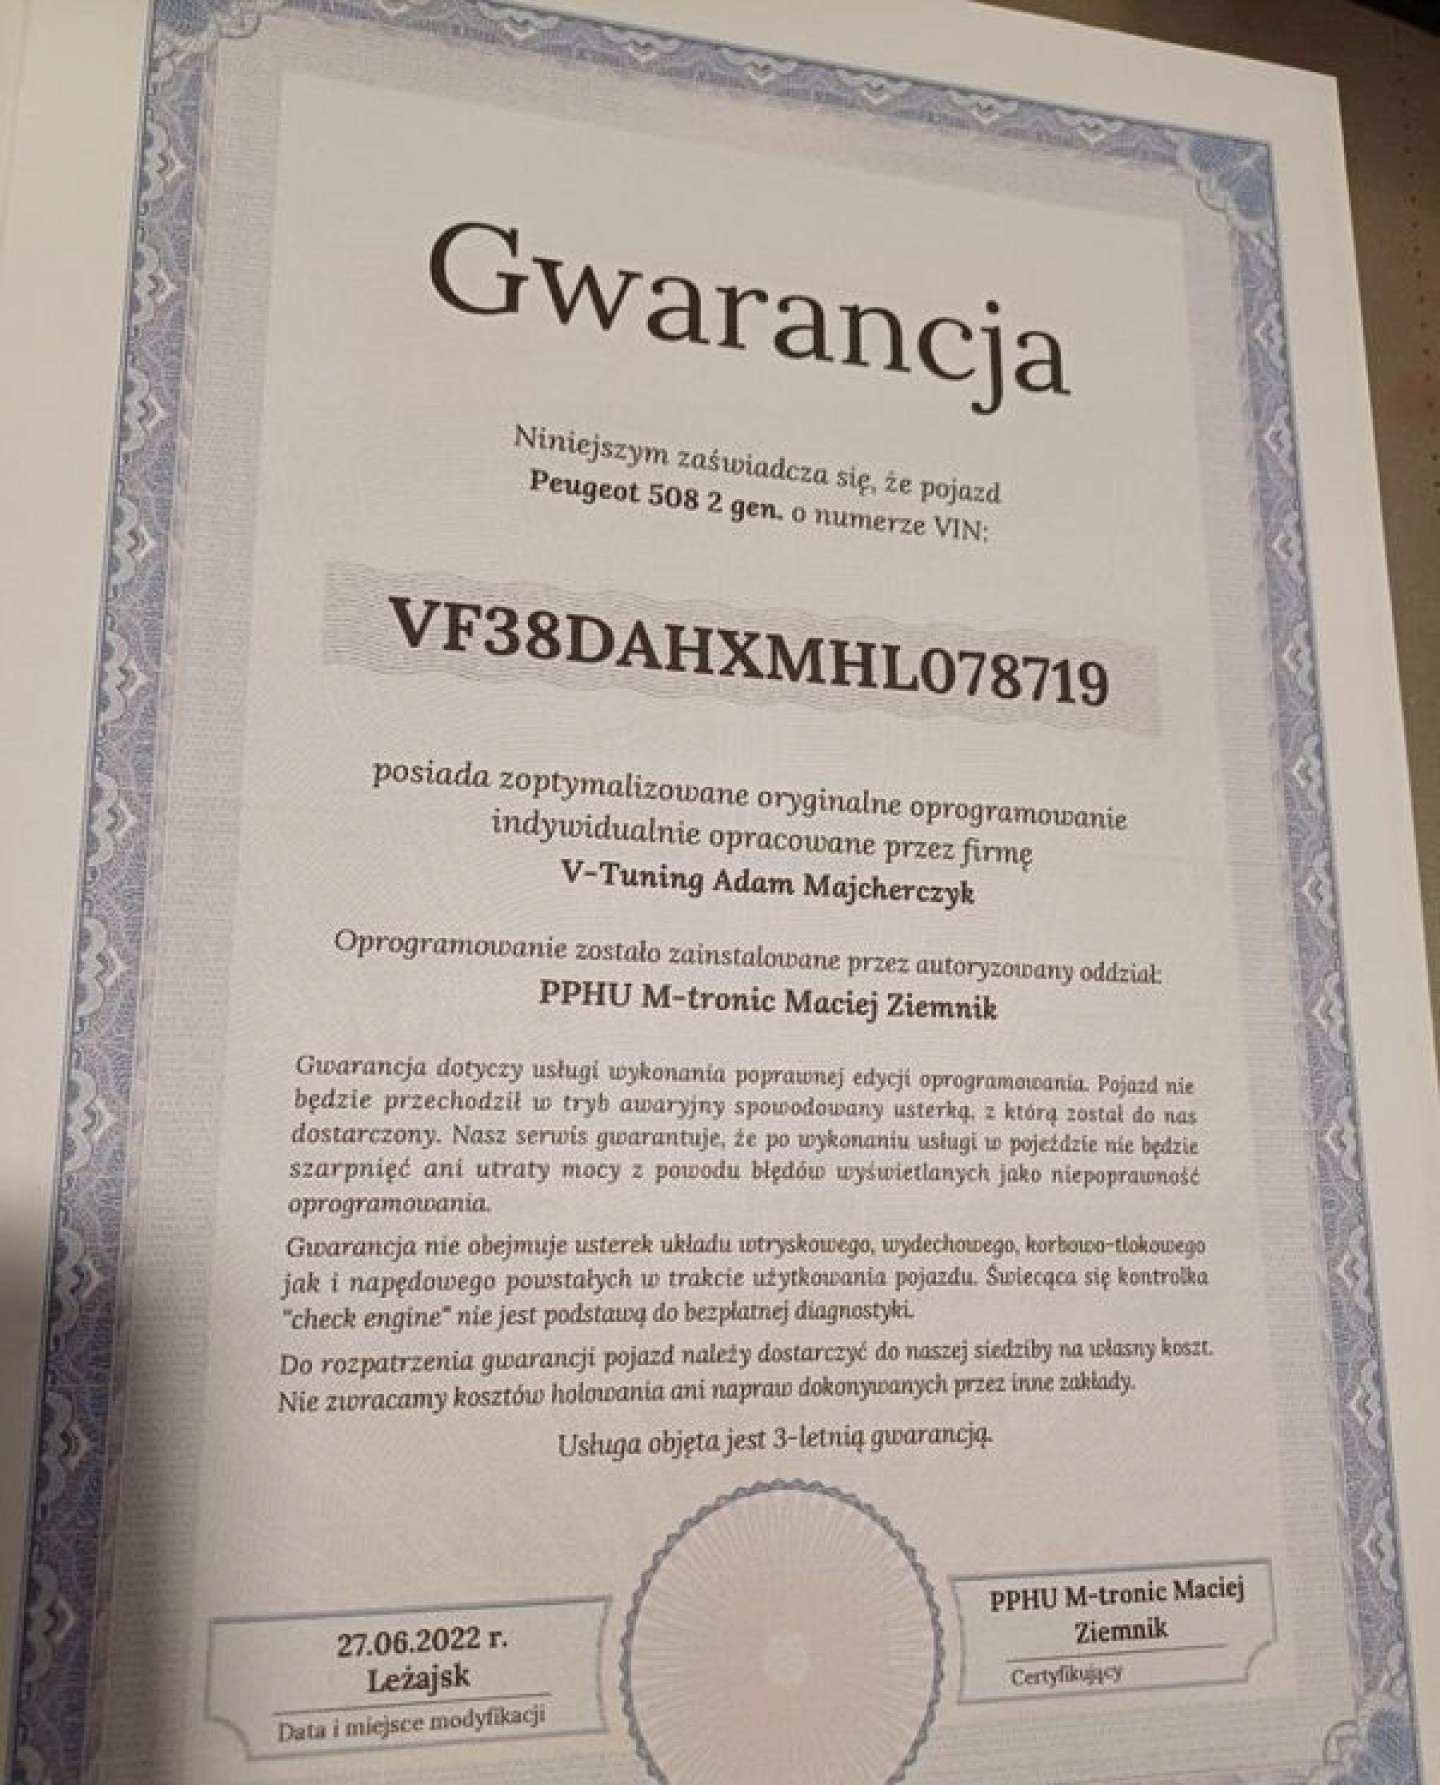 Gwarancja
Niniejszym zaświadcza się, że pojazd
Peugeot 508 2 gen. o numerze VIN:
VF38DAHXMHL078719
posiada zoptymalizowane oryginalne oprogramowanie
indywidualnie opracowane przez firmę
V-Tuning Adam Majcherczyk
Oprogramowanie zostało zainstalowane przez autoryzowany oddział:
PPHU M-tronic Maciej Ziemnik
Gwarancja dotyczy usługi wykonania poprawnej edycji oprogramowania. Pojazd nie
będzie przechodził w tryb awaryjny spowodowany usterką, z którą został do nas
dostarczony. Nasz serwis gwarantuje, że po wykonaniu usługi w pojeździe nie będzie
szarpnięć ani utraty mocy z powodu błędów wyświetlanych jako niepoprawność
oprogramowania.
Gwarancja nie obejmuje usterek układu wtryskowego, wydechowego, korbowo-tłokowego
jak i napędowego powstałych w trakcie użytkowania pojazdu. Świecąca się kontrolka
"check engine" nie jest podstawą do bezpłatnej diagnostyki.
Do rozpatrzenia gwarancji pojazd należy dostarczyć do naszej siedziby na własny koszt.
Nie zwracamy kosztów holowania ani napraw dokonywanych przez inne zakłady.
Usługa objęta jest 3-letnią gwarancją.
27.06.2022 r.
Leżajsk
Data i miejsce modyfikacji
PPHU M-tronic Maciej
Ziemnik
Certyfikujący